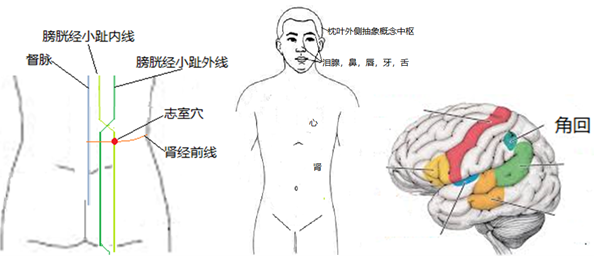 膀胱经小趾内线
督脉
膀胱经小趾外线
志室穴
肾经前线
枕叶外侧抽象概念中枢
泪腺，鼻，唇，牙，舌
心
肾
角回